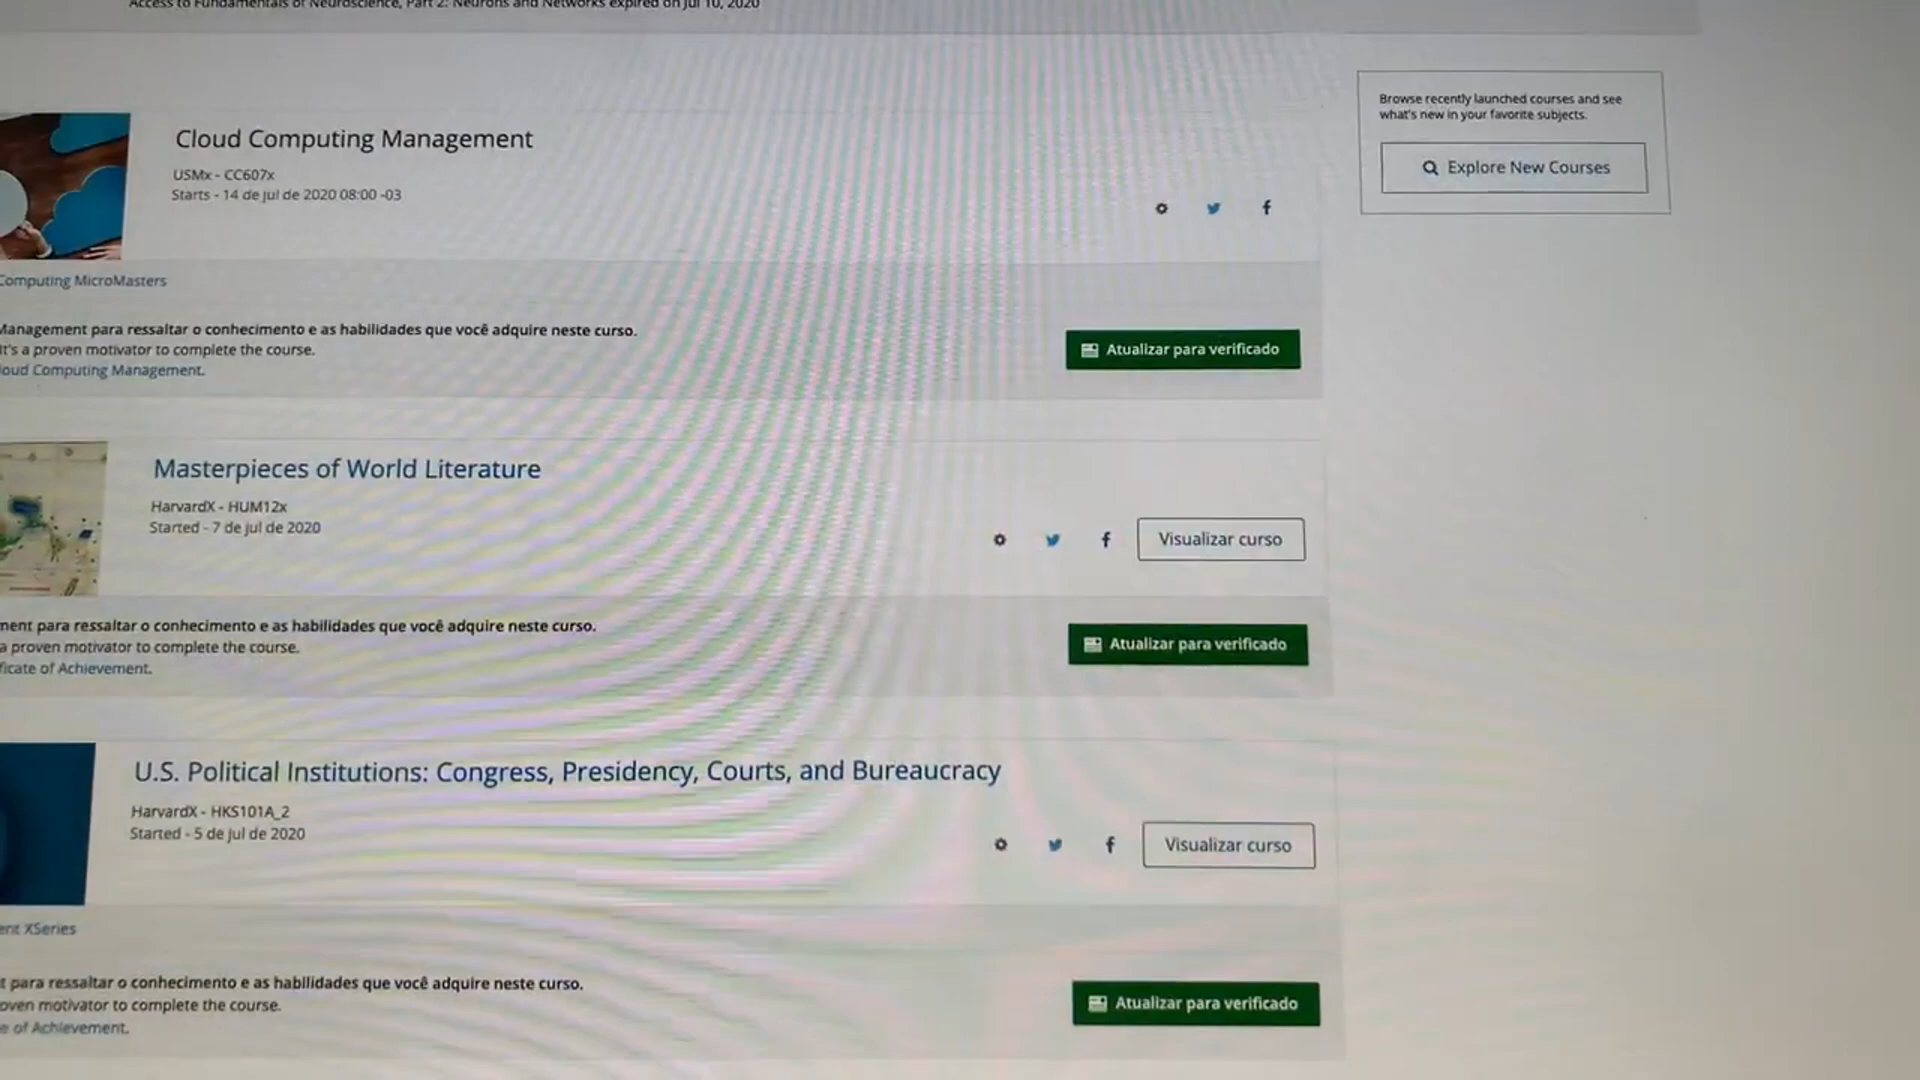 Access to Fundamentals of Neuroscience, Part 2: Neurons and Networks expired on Jul 10, 2020
Browse recently launched courses and see
what's new in your favorite subjects.
Explore New Courses
Cloud Computing Management
USMx - CC607x
Starts - 14 de jul de 2020 08:00 -03
Computing MicroMasters
Management para ressaltar o conhecimento e as habilidades que você adquire neste curso.
It's a proven motivator to complete the course.
loud Computing Management.
Atualizar para verificado
Masterpieces of World Literature
HarvardX - HUM12x
Started - 7 de jul de 2020
Visualizar curso
ment para ressaltar o conhecimento e as habilidades que você adquire neste curso.
a proven motivator to complete the course.
ficate of Achievement.
Atualizar para verificado
U.S. Political Institutions: Congress, Presidency, Courts, and Bureaucracy
HarvardX - HKS101A_2
Started - 5 de jul de 2020
Visualizar curso
ent XSeries
t para ressaltar o conhecimento e as habilidades que você adquire neste curso.
oven motivator to complete the course.
e of Achievement.
Atualizar para verificado